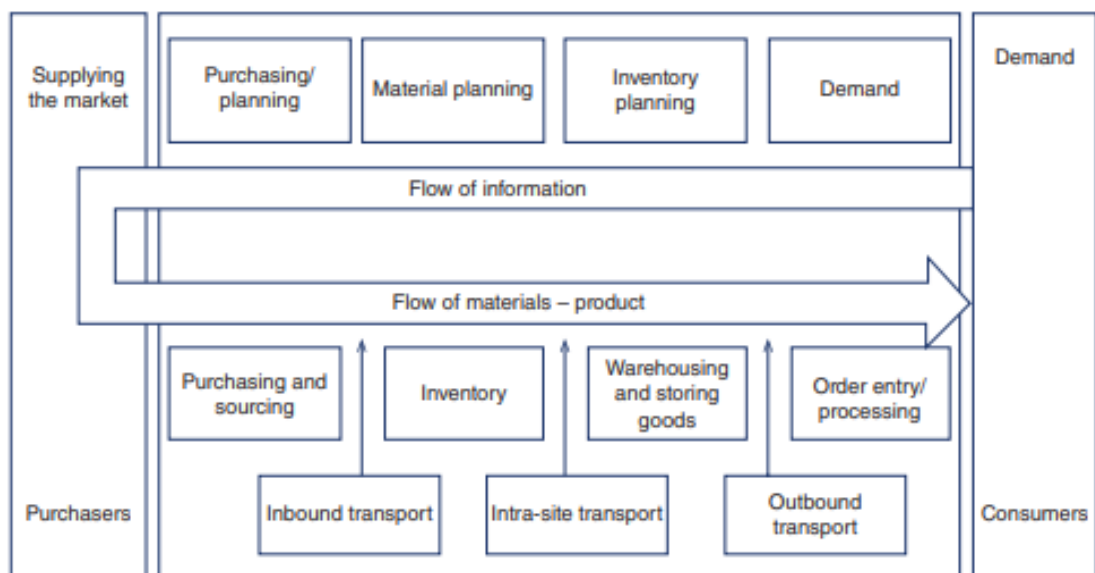 Supplying
the market
Purchasing/
planning
Material planning
Inventory
planning
Demand
Demand
Flow of information
Flow of materials – product
Purchasing and
sourcing
Inventory
Warehousing
and storing
goods
Order entry/
processing
Purchasers
Inbound transport
Intra-site transport
Outbound
transport
Consumers